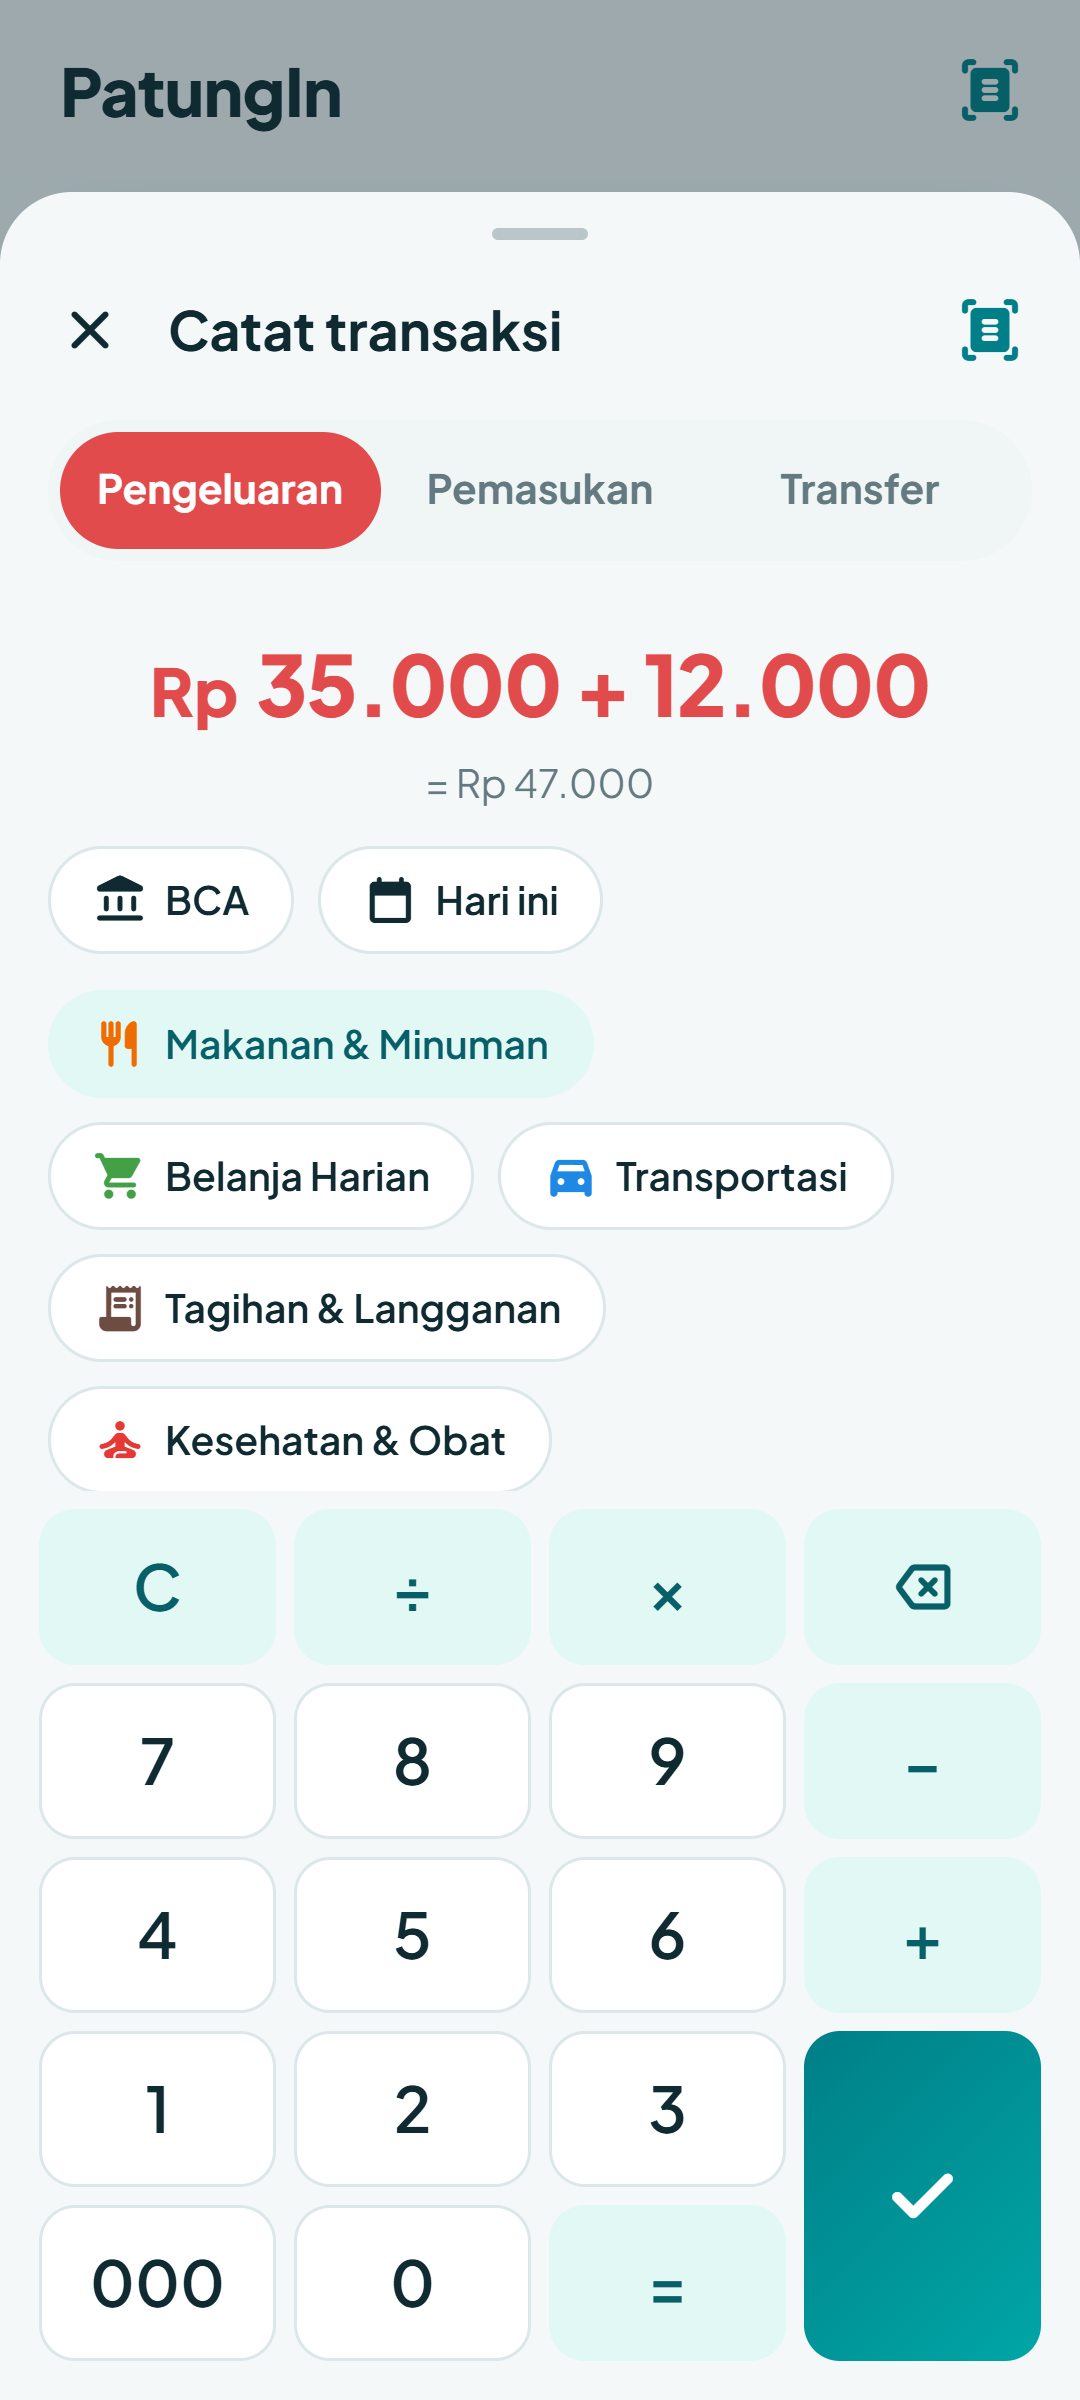 PatungIn
Catat transaksi
Pengeluaran Pemasukan Transfer
Rp 35.000 + 12.000
= Rp 47.000
BCA Hari ini
Makanan & Minuman
Belanja Harian Transportasi
Tagihan & Langganan
Kesehatan & Obat
C ÷ ×
7 8 9 −
4 5 6 +
1 2 3
000 0 =